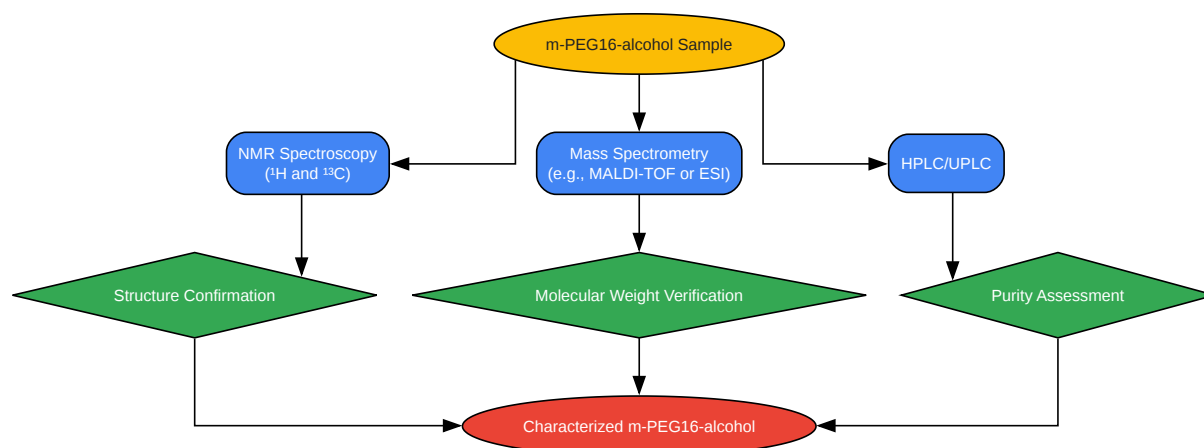 m-PEG16-alcohol Sample
NMR Spectroscopy
(¹H and ¹³C)
Mass Spectrometry
(e.g., MALDI-TOF or ESI)
HPLC/UPLC
Structure Confirmation
Molecular Weight Verification
Purity Assessment
Characterized m-PEG16-alcohol